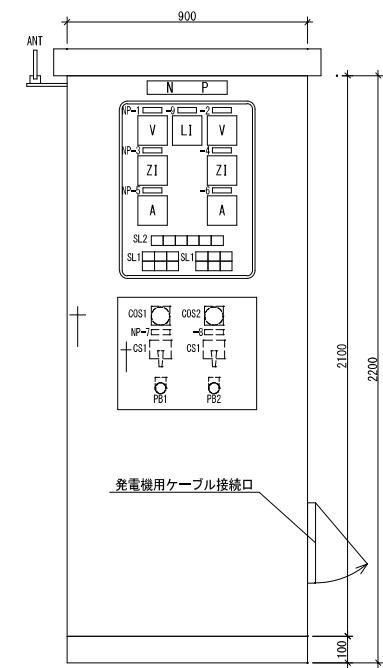 900
ANT
N P
NP-1 -9 -2
V LI V
NP-3 -4
ZI ZI
NP-5 -6
A A
SL2
SL1 SL1
COS1 COS2
NP-7 -8
CS1 CS1
PB1 PB2
2100
2200
発電機用ケーブル接続口
100